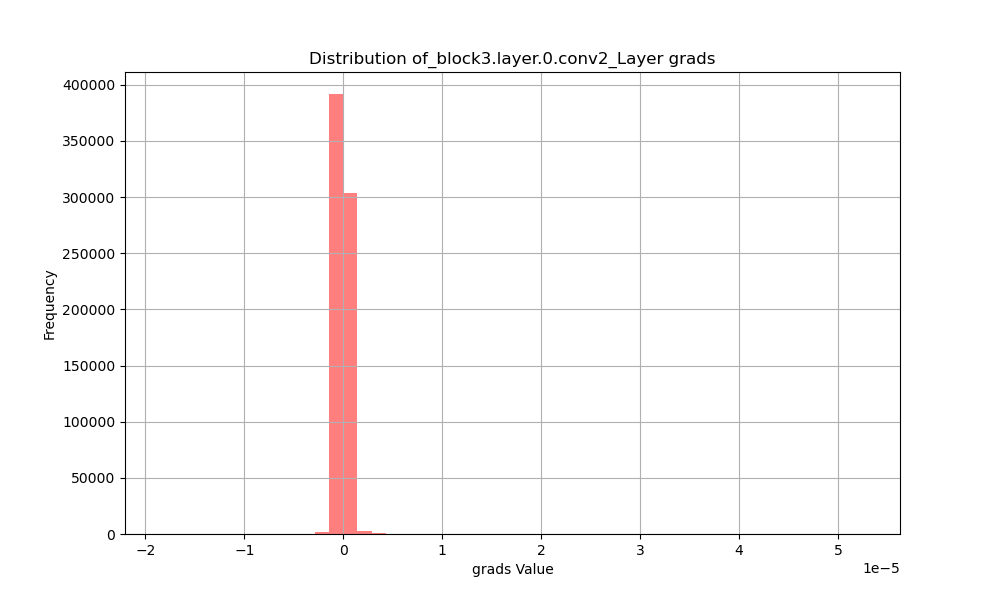 Distribution of_block3.layer.0.conv2_Layer grads
400000
350000
300000
250000
200000
150000
100000
50000
0
Frequency
−2 −1 0 1 2 3 4 5
1e−5
grads Value